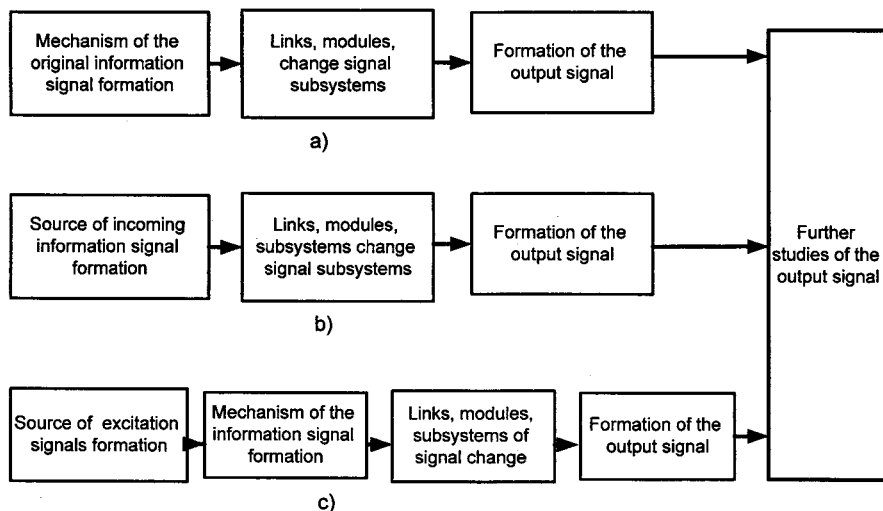 Mechanism of the
original information
signal formation
Links, modules,
change signal
subsystems
Formation of the
output signal
a)
Source of incoming
information signal
formation
Links, modules,
subsystems change
signal subsystems
Formation of the
output signal
b)
Further
studies of the
output signal
Source of excitation
signals formation
Mechanism of the
information signal
formation
Links, modules,
subsystems of
signal change
Formation of the
output signal
c)